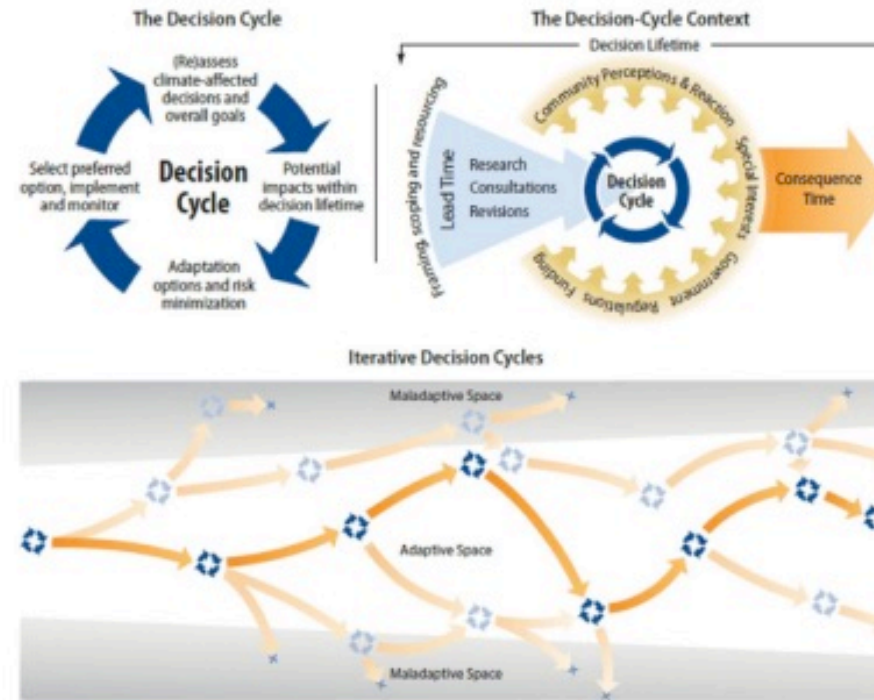 The Decision Cycle
(Re)assess
climate-affected
decisions and
overall goals
Select preferred
option, implement
and monitor
Decision
Cycle
Potential
impacts within
decision lifetime
Adaptation
options and risk
minimization
The Decision-Cycle Context
Decision Lifetime
Framing, scoping and resourcing
Lead Time
Research
Consultations
Revisions
Decision
Cycle
Community Perceptions & Reaction
Special Interests
Government
Regulations
Funding
Consequence
Time
Iterative Decision Cycles
Maladaptive Space
Adaptive Space
Maladaptive Space